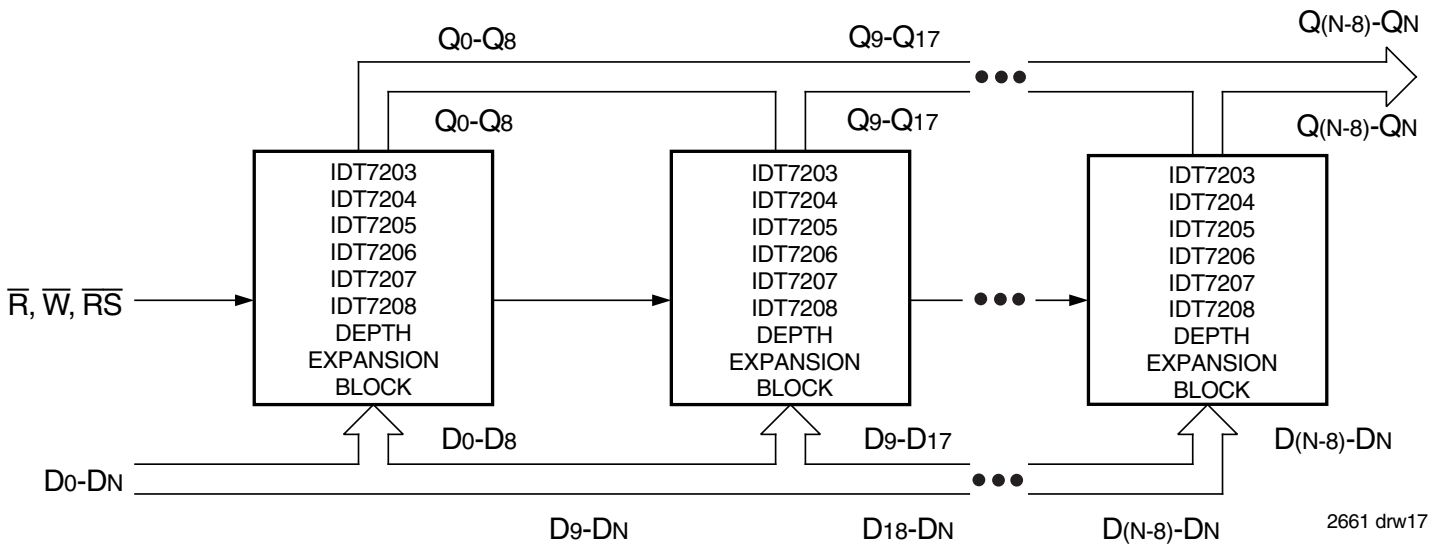 Q0-Q8 Q9-Q17 Q(N-8)-QN
Q0-Q8 Q9-Q17 Q(N-8)-QN
IDT7203
IDT7204
IDT7205
IDT7206
IDT7207
IDT7208
DEPTH
EXPANSION
BLOCK
IDT7203
IDT7204
IDT7205
IDT7206
IDT7207
IDT7208
DEPTH
EXPANSION
BLOCK
IDT7203
IDT7204
IDT7205
IDT7206
IDT7207
IDT7208
DEPTH
EXPANSION
BLOCK
R̅, W̅, R̅S̅
D0-D8 D9-D17 D(N-8)-DN
D0-DN
D9-DN D18-DN D(N-8)-DN
2661 drw17